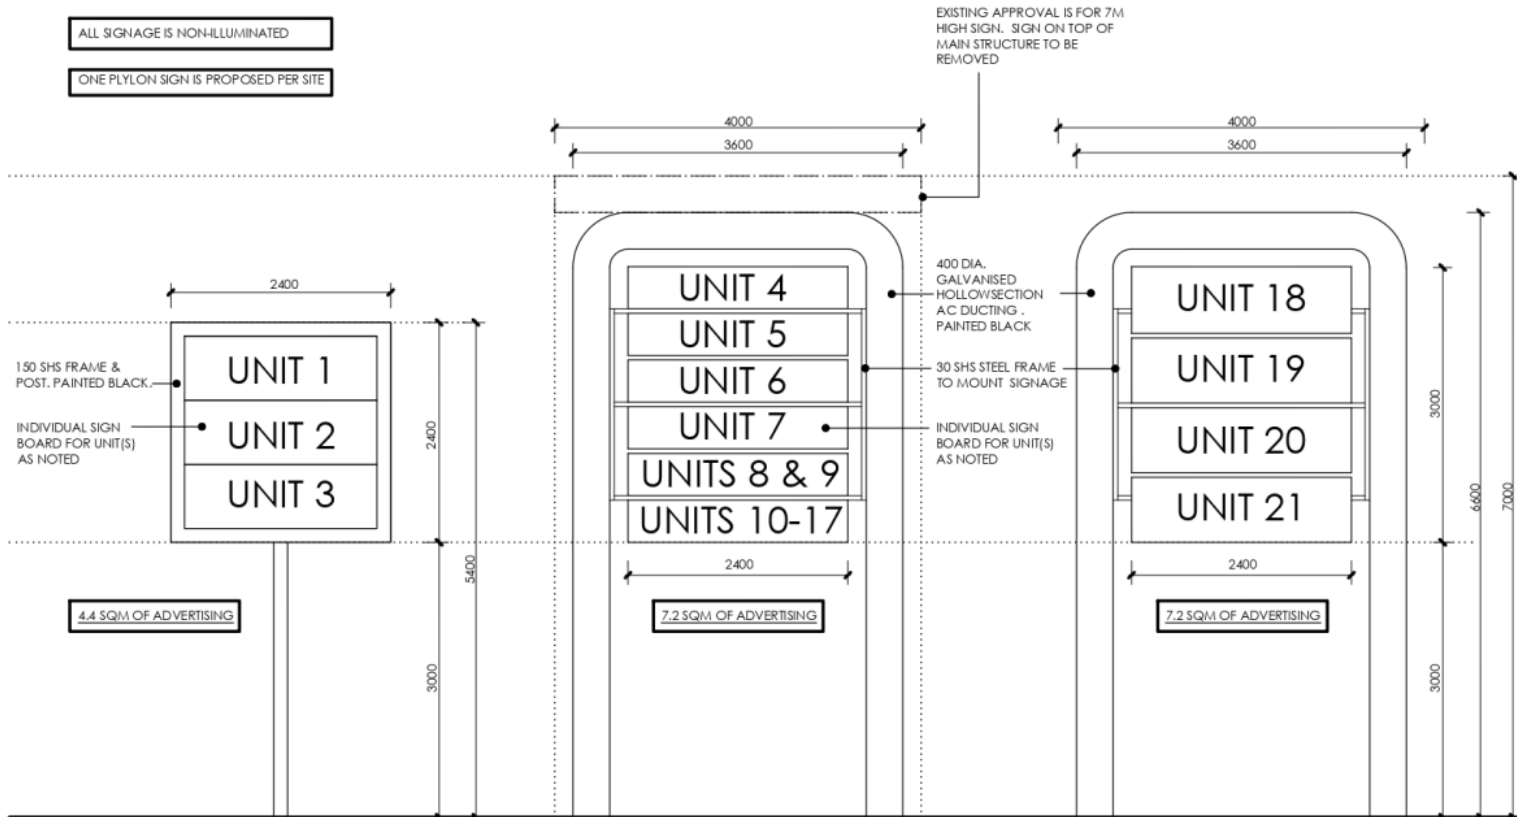 ALL SIGNAGE IS NON-ILLUMINATED
ONE PLYLON SIGN IS PROPOSED PER SITE
EXISTING APPROVAL IS FOR 7M
HIGH SIGN. SIGN ON TOP OF
MAIN STRUCTURE TO BE
REMOVED
4000
3600
4000
3600
2400
150 SHS FRAME &
POST. PAINTED BLACK.
INDIVIDUAL SIGN
BOARD FOR UNIT(S)
AS NOTED
UNIT 1
UNIT 2
UNIT 3
2400
3000
5400
4.4 SQM OF ADVERTISING
UNIT 4
UNIT 5
UNIT 6
UNIT 7
UNITS 8 & 9
UNITS 10-17
2400
7.2 SQM OF ADVERTISING
400 DIA.
GALVANISED
HOLLOWSECTION
AC DUCTING .
PAINTED BLACK
30 SHS STEEL FRAME
TO MOUNT SIGNAGE
INDIVIDUAL SIGN
BOARD FOR UNIT(S)
AS NOTED
UNIT 18
UNIT 19
UNIT 20
UNIT 21
2400
7.2 SQM OF ADVERTISING
3000
3000
6600
7000